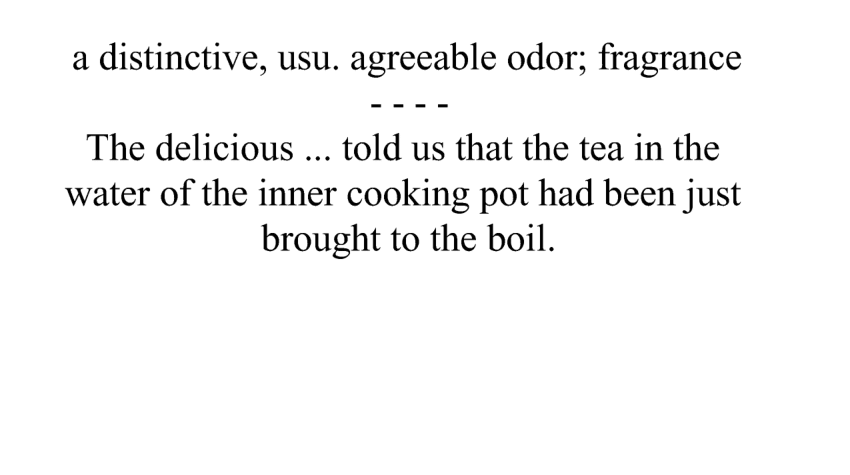 a distinctive, usu. agreeable odor; fragrance
- - - -
The delicious ... told us that the tea in the
water of the inner cooking pot had been just
brought to the boil.